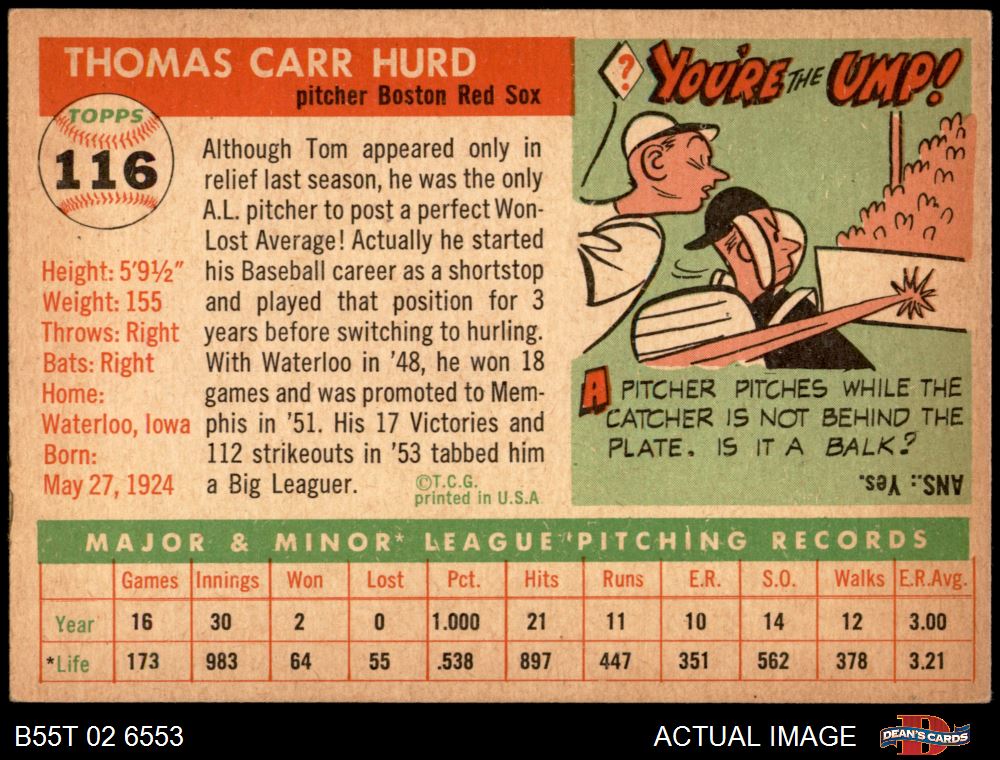 THOMAS CARR HURD
pitcher Boston Red Sox
TOPPS
116
Although Tom appeared only in
relief last season, he was the only
A.L. pitcher to post a perfect Won-
Lost Average! Actually he started
his Baseball career as a shortstop
and played that position for 3
years before switching to hurling.
With Waterloo in '48, he won 18
games and was promoted to Mem-
phis in '51. His 17 Victories and
112 strikeouts in '53 tabbed him
a Big Leaguer.
©T.C.G.
printed in U.S.A.
Height: 5'9½"
Weight: 155
Throws: Right
Bats: Right
Home:
Waterloo, Iowa
Born:
May 27, 1924
?
YOU'RE THE UMP!
A PITCHER PITCHES WHILE THE
CATCHER IS NOT BEHIND THE
PLATE. IS IT A BALK?
ANS.: Yes.
MAJOR & MINOR* LEAGUE PITCHING RECORDS
Games Innings Won Lost Pct. Hits Runs E.R. S.O. Walks E.R.Avg.
Year 16 30 2 0 1.000 21 11 10 14 12 3.00
*Life 173 983 64 55 .538 897 447 351 562 378 3.21
B55T 02 6553
ACTUAL IMAGE
D
DEAN'S CARDS